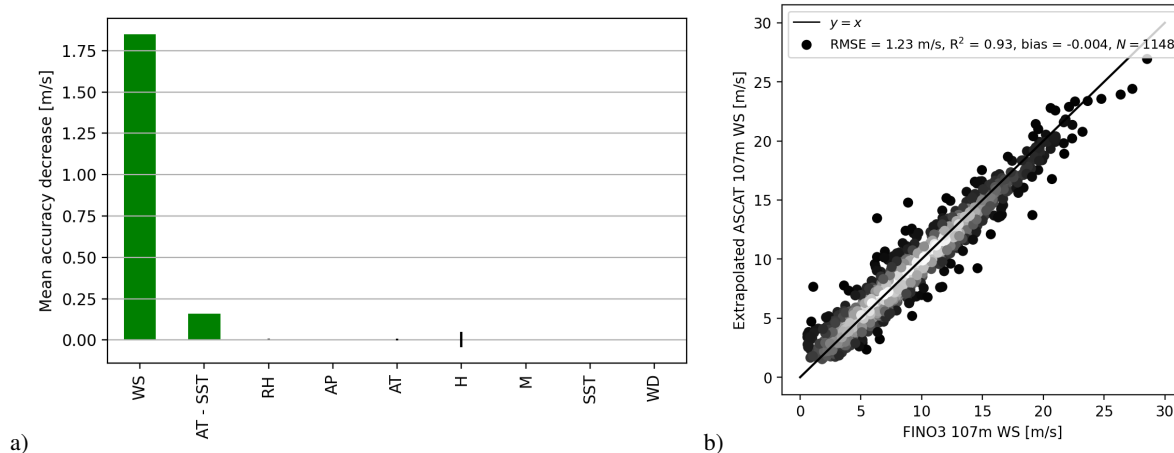 Mean accuracy decrease [m/s]
1.75
1.50
1.25
1.00
0.75
0.50
0.25
0.00
WS
AT - SST
RH
AP
AT
H
M
SST
WD
a)
Extrapolated ASCAT 107m WS [m/s]
y = x
RMSE = 1.23 m/s, R² = 0.93, bias = -0.004, N = 1148
30
25
20
15
10
5
0
0 5 10 15 20 25 30
FINO3 107m WS [m/s]
b)